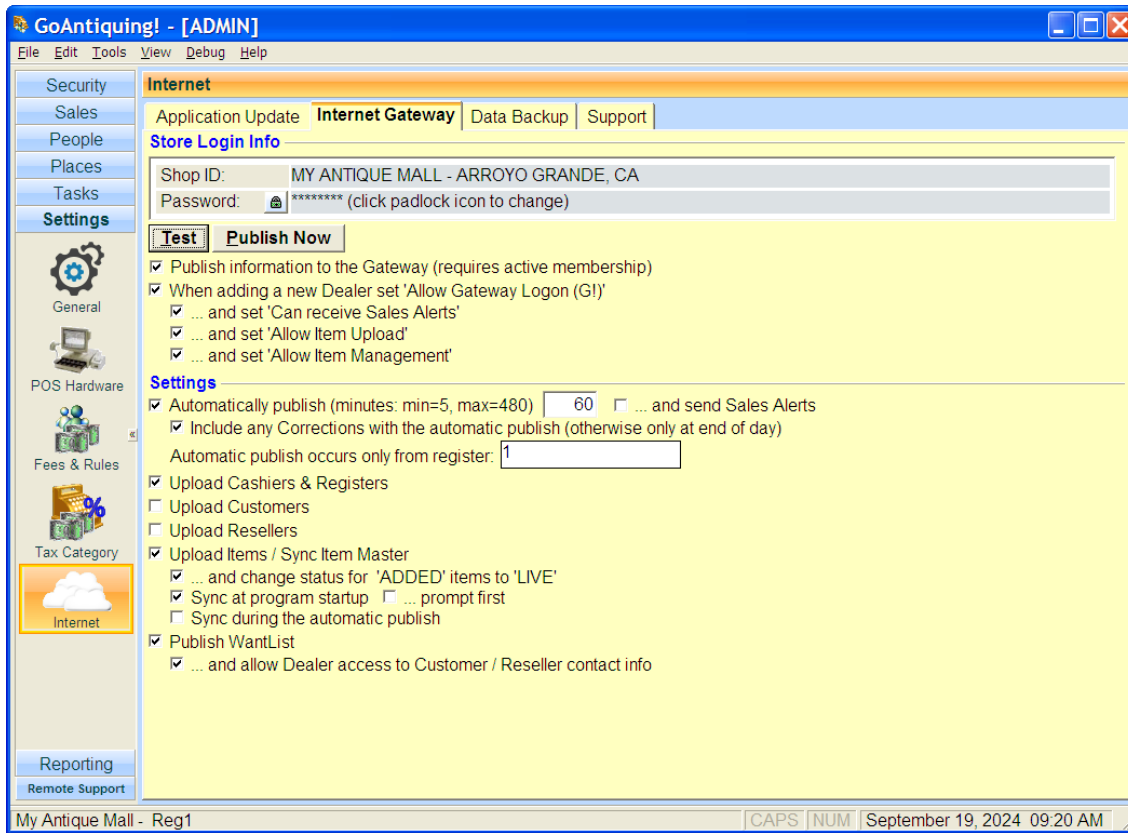 GoAntiquing! - [ADMIN]
File Edit Tools View Debug Help
Security
Sales
People
Places
Tasks
Settings
General
POS Hardware
Fees & Rules
Tax Category
Internet
Reporting
Remote Support
Internet
Application Update Internet Gateway Data Backup Support
Store Login Info
Shop ID: MY ANTIQUE MALL - ARROYO GRANDE, CA
Password: ******** (click padlock icon to change)
Test Publish Now
Publish information to the Gateway (requires active membership)
When adding a new Dealer set 'Allow Gateway Logon (G!)'
... and set 'Can receive Sales Alerts'
... and set 'Allow Item Upload'
... and set 'Allow Item Management'
Settings
Automatically publish (minutes: min=5, max=480) 60 ... and send Sales Alerts
Include any Corrections with the automatic publish (otherwise only at end of day)
Automatic publish occurs only from register: 1
Upload Cashiers & Registers
Upload Customers
Upload Resellers
Upload Items / Sync Item Master
... and change status for 'ADDED' items to 'LIVE'
Sync at program startup ... prompt first
Sync during the automatic publish
Publish WantList
... and allow Dealer access to Customer / Reseller contact info
My Antique Mall - Reg1 CAPS NUM September 19, 2024 09:20 AM